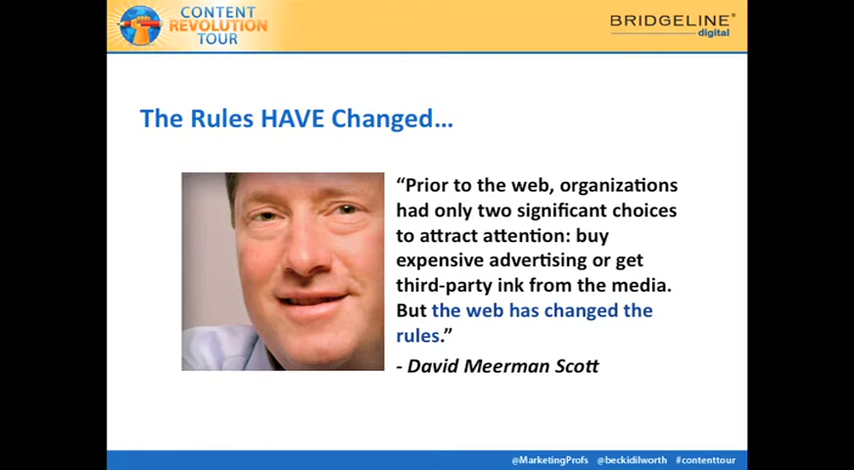 CONTENT
REVOLUTION
TOUR
BRIDGELINE®
digital
The Rules HAVE Changed…
“Prior to the web, organizations
had only two significant choices
to attract attention: buy
expensive advertising or get
third-party ink from the media.
But the web has changed the
rules.”
- David Meerman Scott
@MarketingProfs @beckidilworth #contenttour